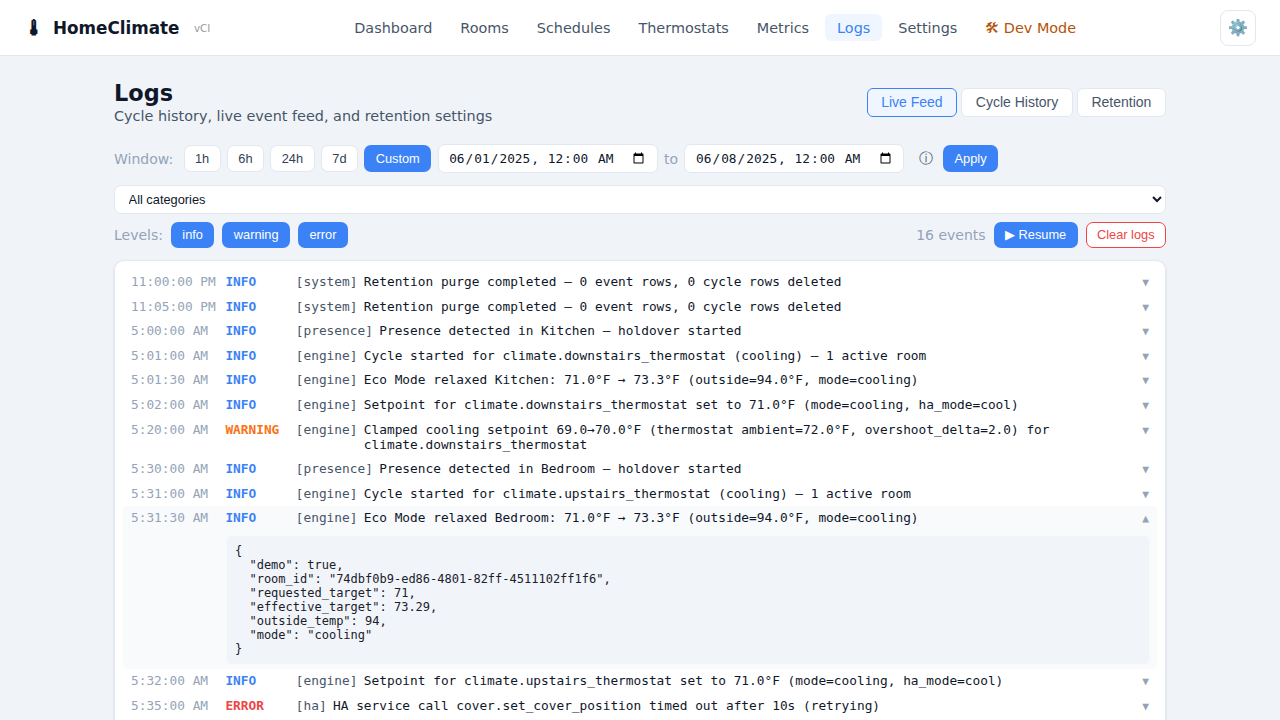 HomeClimate vCI Dashboard Rooms Schedules Thermostats Metrics Logs Settings 🛠 Dev Mode
Logs
Cycle history, live event feed, and retention settings
Live Feed Cycle History Retention
Window: 1h 6h 24h 7d Custom 06/01/2025, 12:00 AM to 06/08/2025, 12:00 AM ⓘ Apply
All categories
Levels: info warning error 16 events ▶ Resume Clear logs
11:00:00 PM INFO [system] Retention purge completed — 0 event rows, 0 cycle rows deleted ▼
11:05:00 PM INFO [system] Retention purge completed — 0 event rows, 0 cycle rows deleted ▼
5:00:00 AM INFO [presence] Presence detected in Kitchen — holdover started ▼
5:01:00 AM INFO [engine] Cycle started for climate.downstairs_thermostat (cooling) — 1 active room ▼
5:01:30 AM INFO [engine] Eco Mode relaxed Kitchen: 71.0°F → 73.3°F (outside=94.0°F, mode=cooling) ▼
5:02:00 AM INFO [engine] Setpoint for climate.downstairs_thermostat set to 71.0°F (mode=cooling, ha_mode=cool) ▼
5:20:00 AM WARNING [engine] Clamped cooling setpoint 69.0→70.0°F (thermostat ambient=72.0°F, overshoot_delta=2.0) for ▼
climate.downstairs_thermostat
5:30:00 AM INFO [presence] Presence detected in Bedroom — holdover started ▼
5:31:00 AM INFO [engine] Cycle started for climate.upstairs_thermostat (cooling) — 1 active room ▼
5:31:30 AM INFO [engine] Eco Mode relaxed Bedroom: 71.0°F → 73.3°F (outside=94.0°F, mode=cooling) ▲
{
"demo": true,
"room_id": "74dbf0b9-ed86-4801-82ff-4511102ff1f6",
"requested_target": 71,
"effective_target": 73.29,
"outside_temp": 94,
"mode": "cooling"
}
5:32:00 AM INFO [engine] Setpoint for climate.upstairs_thermostat set to 71.0°F (mode=cooling, ha_mode=cool) ▼
5:35:00 AM ERROR [ha] HA service call cover.set_cover_position timed out after 10s (retrying) ▼